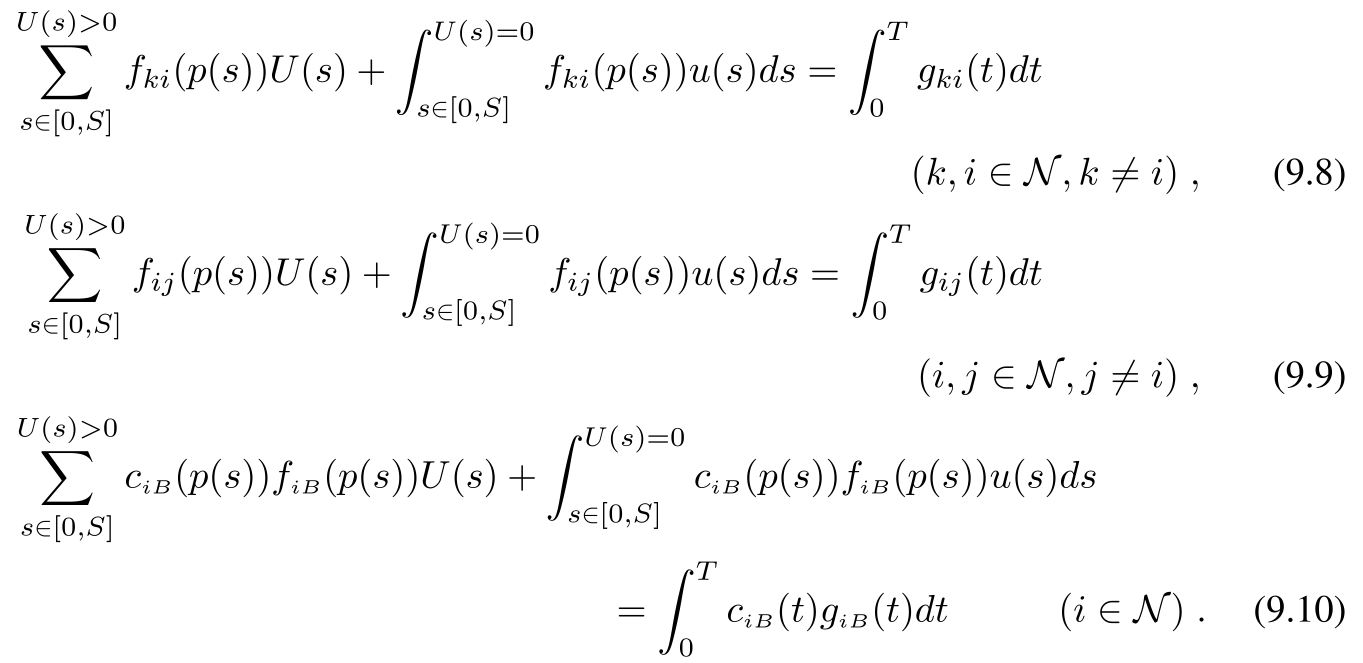 $\sum_{s\in[0,S]}^{U(s)>0} f_{ki}(p(s))U(s) + \int_{s\in[0,S]}^{U(s)=0} f_{ki}(p(s))u(s)ds = \int_0^T g_{ki}(t)dt$
$(k, i \in \mathcal{N}, k \neq i)$ , (9.8)
$\sum_{s\in[0,S]}^{U(s)>0} f_{ij}(p(s))U(s) + \int_{s\in[0,S]}^{U(s)=0} f_{ij}(p(s))u(s)ds = \int_0^T g_{ij}(t)dt$
$(i, j \in \mathcal{N}, j \neq i)$ , (9.9)
$\sum_{s\in[0,S]}^{U(s)>0} c_{iB}(p(s))f_{iB}(p(s))U(s) + \int_{s\in[0,S]}^{U(s)=0} c_{iB}(p(s))f_{iB}(p(s))u(s)ds$
$= \int_0^T c_{iB}(t)g_{iB}(t)dt \quad (i \in \mathcal{N})$ . (9.10)